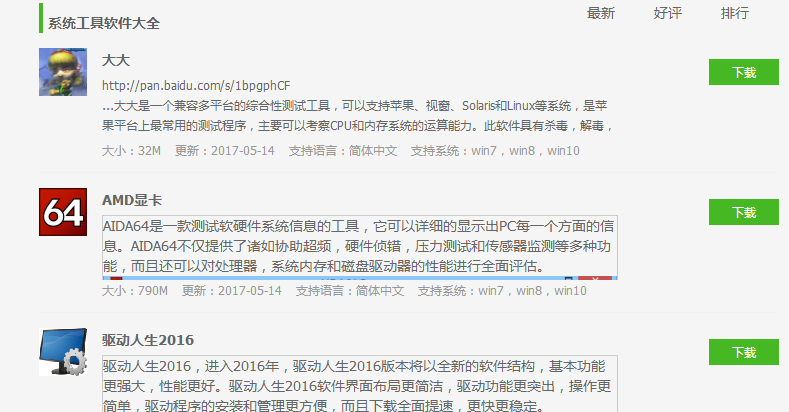 系统工具软件大全
最新 好评 排行
大大
下载
http://pan.baidu.com/s/1bpgphCF
...大大是一个兼容多平台的综合性测试工具，可以支持苹果、视窗、Solaris和Linux等系统，是苹
果平台上最常用的测试程序，主要可以考察CPU和内存系统的运算能力。此软件具有杀毒，解毒，
大小：32M 更新：2017-05-14 支持语言：简体中文 支持系统：win7，win8，win10
64
AMD显卡
下载
AIDA64是一款测试软硬件系统信息的工具，它可以详细的显示出PC每一个方面的信
息。AIDA64不仅提供了诸如协助超频，硬件侦错，压力测试和传感器监测等多种功
能，而且还可以对处理器，系统内存和磁盘驱动器的性能进行全面评估。
大小：790M 更新：2017-05-14 支持语言：简体中文 支持系统：win7，win8，win10
驱动人生2016
下载
驱动人生2016，进入2016年，驱动人生2016版本将以全新的软件结构，基本功能
更强大，性能更好。驱动人生2016软件界面布局更简洁，驱动功能更突出，操作更
简单，驱动程序的安装和管理更方便，而且下载全面提速，更快更稳定。